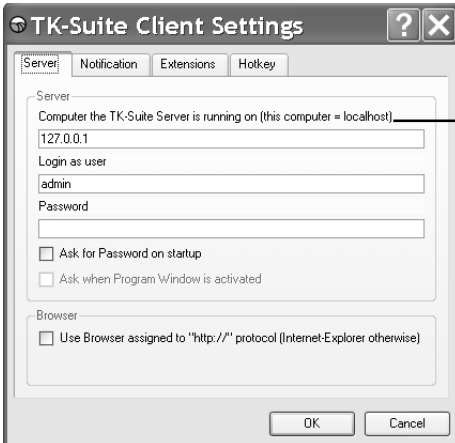 TK-Suite Client Settings
Server Notification Extensions Hotkey
Server
Computer the TK-Suite Server is running on (this computer = localhost)
127.0.0.1
Login as user
admin
Password
Ask for Password on startup
Ask when Program Window is activated
Browser
Use Browser assigned to "http://" protocol (Internet-Explorer otherwise)
OK Cancel